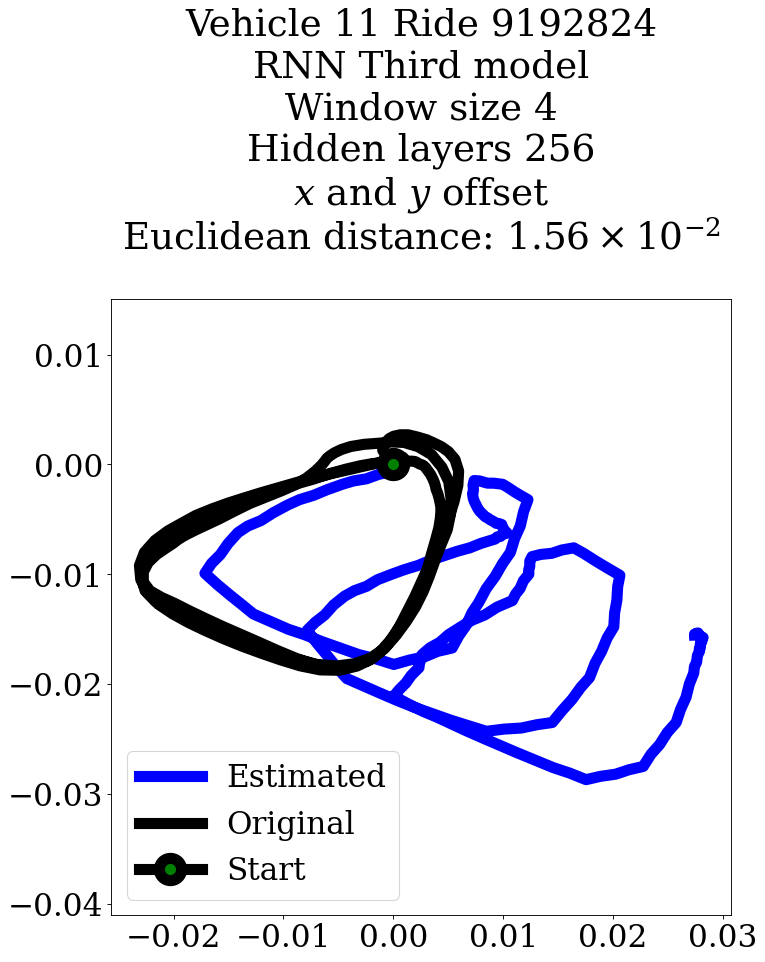 Vehicle 11 Ride 9192824
RNN Third model
Window size 4
Hidden layers 256
x and y offset
Euclidean distance: 1.56 × 10⁻²
0.01
0.00
−0.01
−0.02
−0.03
−0.04
Estimated
Original
Start
−0.02 −0.01 0.00 0.01 0.02 0.03